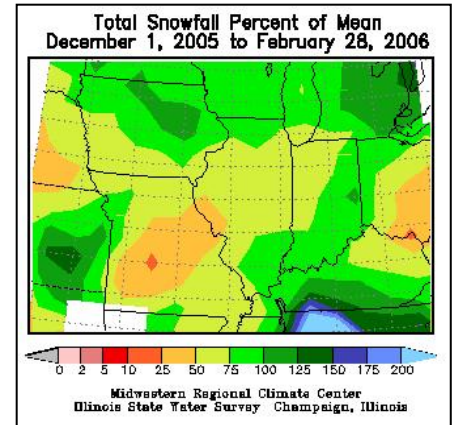 Total Snowfall Percent of Mean
December 1, 2005 to February 28, 2006
0 2 5 10 25 50 75 100 125 150 175 200
Midwestern Regional Climate Center
Illinois State Water Survey Champaign, Illinois